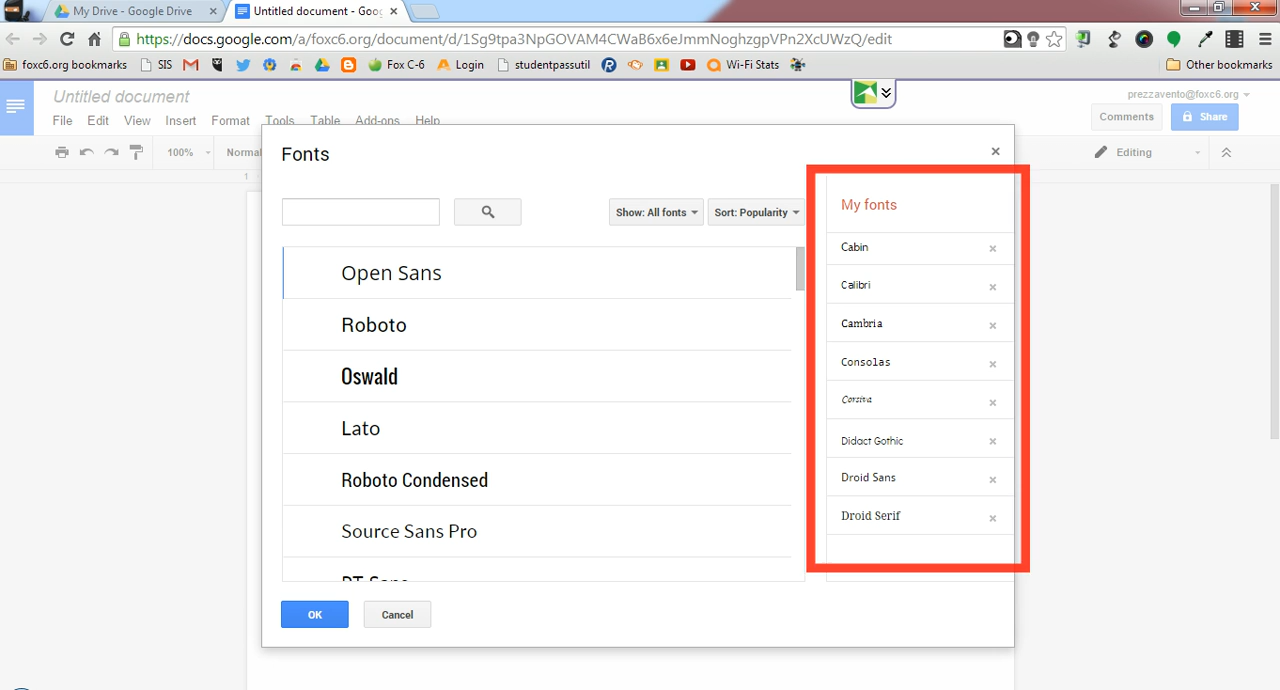 My Drive - Google Drive
Untitled document - Goog
https://docs.google.com/a/foxc6.org/document/d/1Sg9tpa3NpGOVAM4CWaB6x6eJmmNoghzgpVPn2XcUWzQ/edit
foxc6.org bookmarks SIS Fox C-6 Login studentpassutil Wi-Fi Stats Other bookmarks
Untitled document
prezzavento@foxc6.org
File Edit View Insert Format Tools Table Add-ons Help
Comments Share
100% Normal Editing
1
Fonts
Show: All fonts Sort: Popularity
Open Sans
Roboto
Oswald
Lato
Roboto Condensed
Source Sans Pro
PT Sans
My fonts
Cabin
Calibri
Cambria
Consolas
Corsiva
Didact Gothic
Droid Sans
Droid Serif
OK Cancel